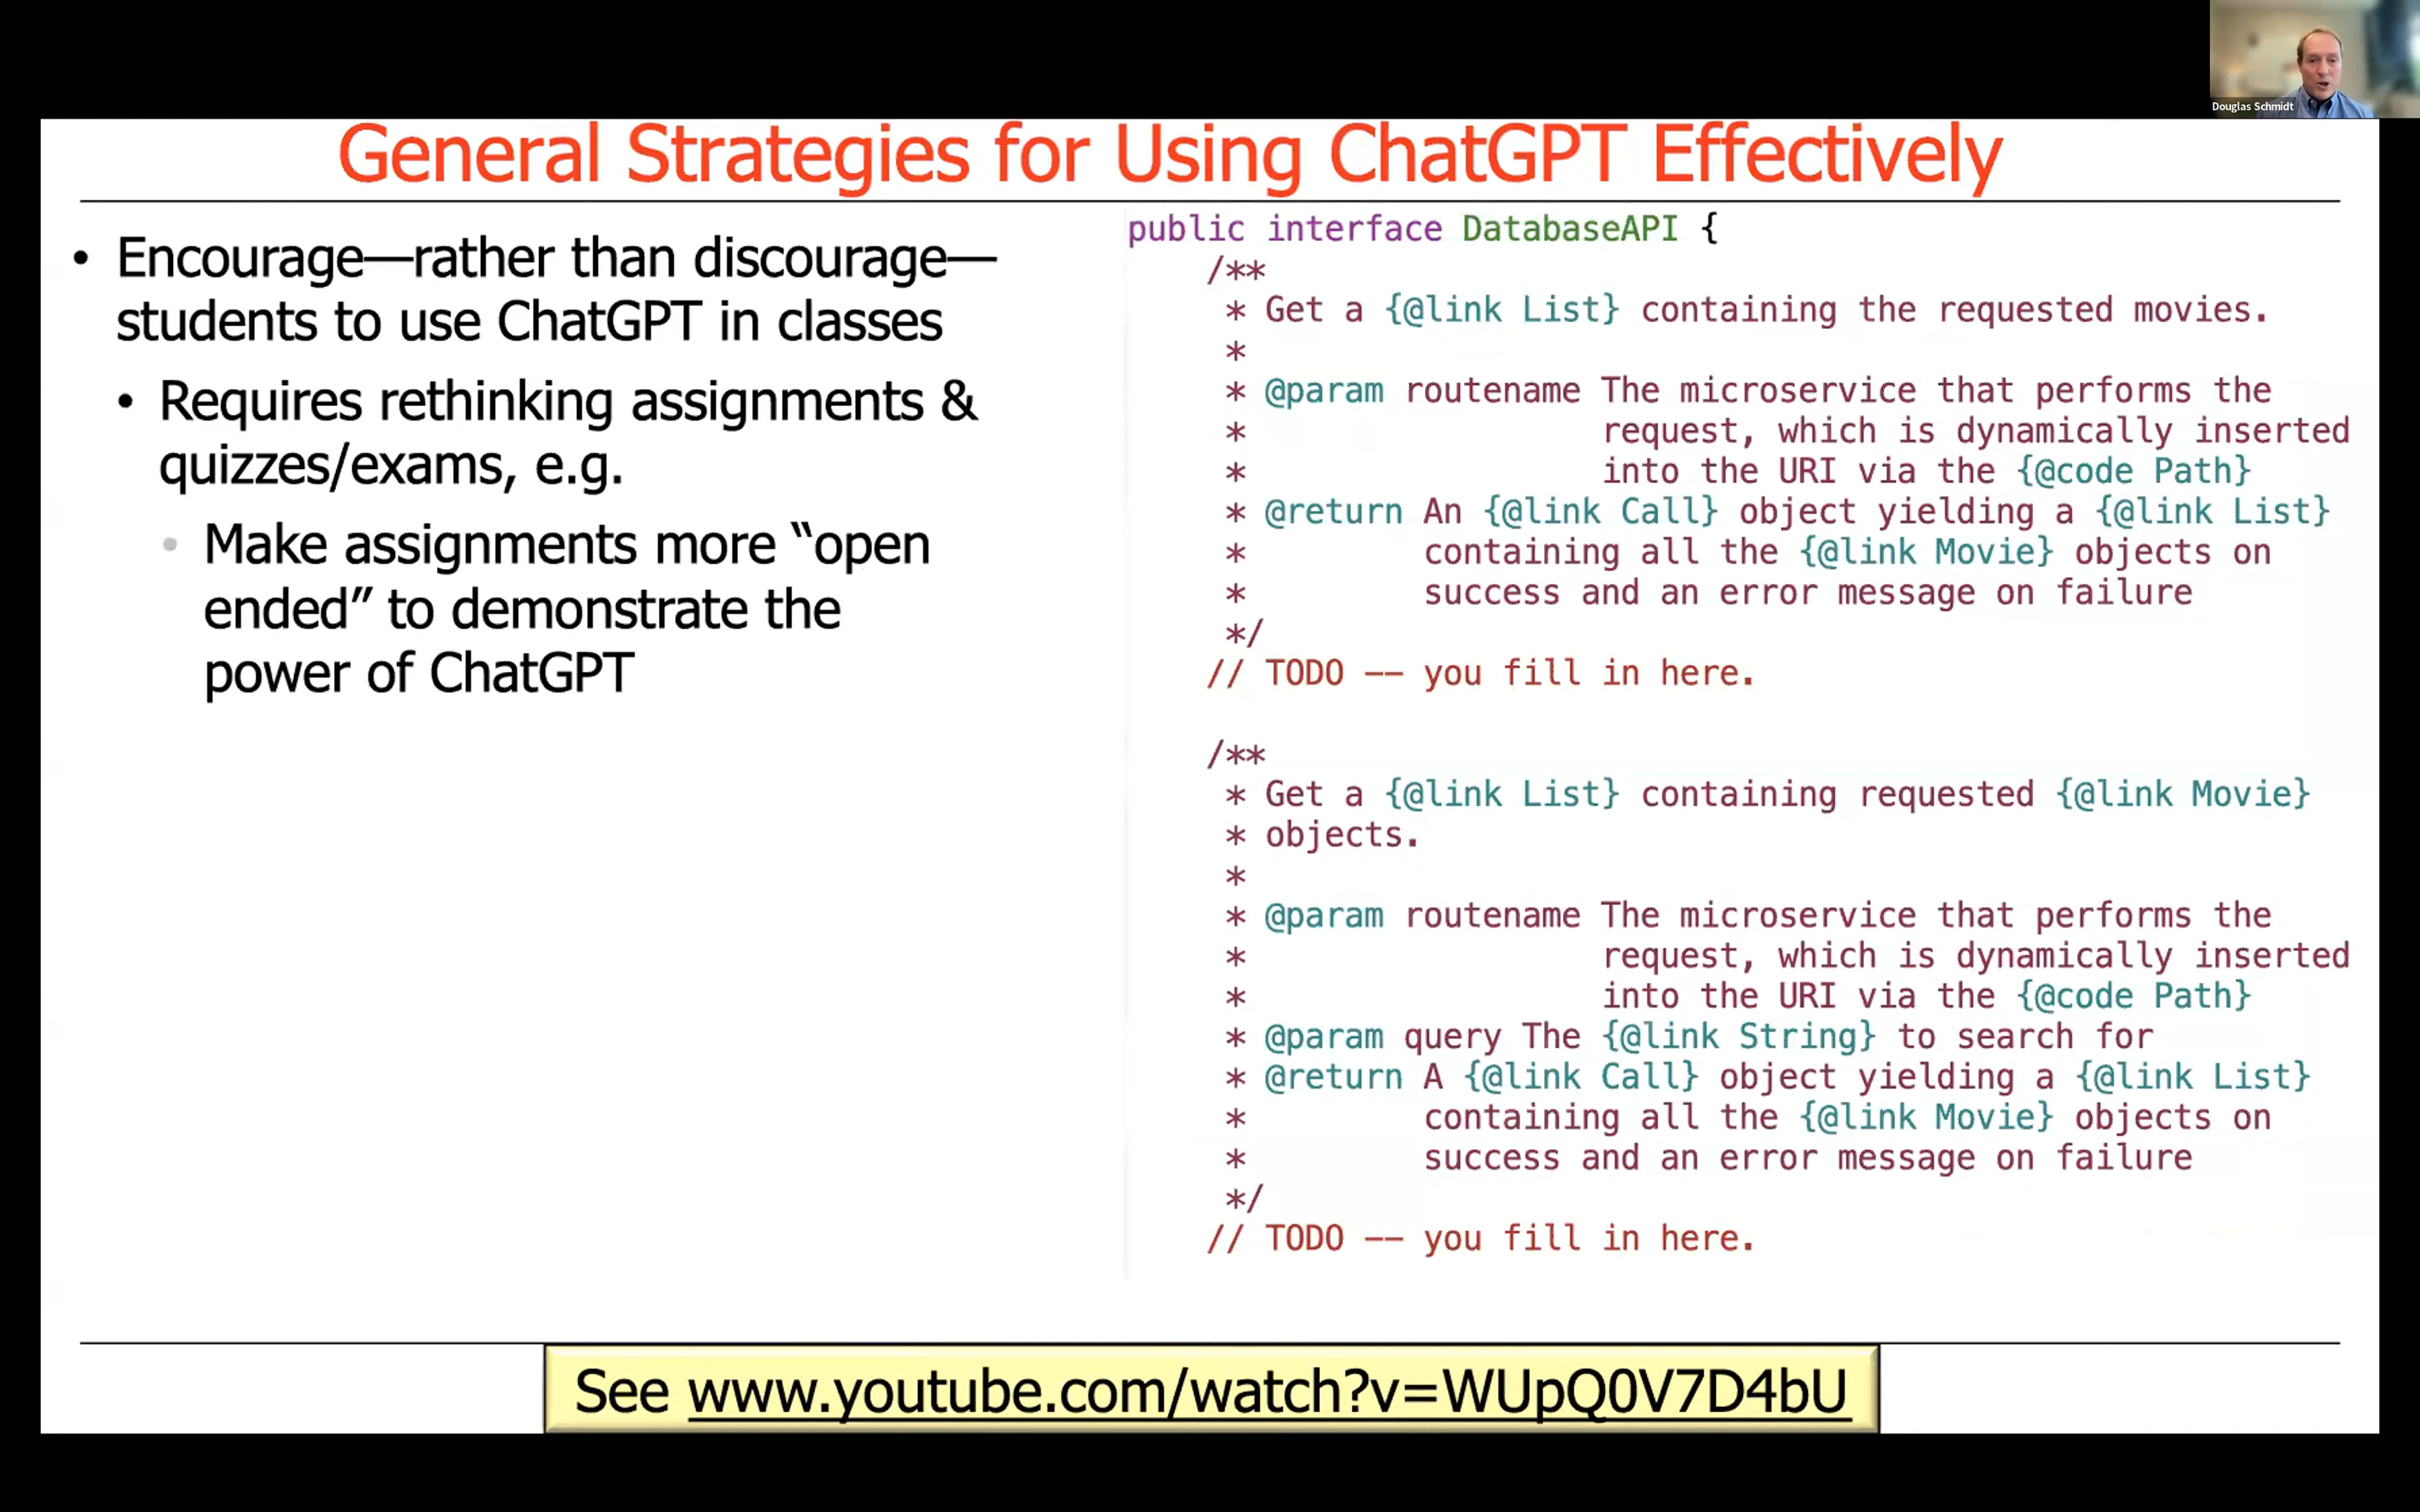 Douglas Schmidt
General Strategies for Using ChatGPT Effectively
• Encourage—rather than discourage—
students to use ChatGPT in classes
• Requires rethinking assignments &
quizzes/exams, e.g.
• Make assignments more “open
ended” to demonstrate the
power of ChatGPT
public interface DatabaseAPI {
/**
* Get a {@link List} containing the requested movies.
*
* @param routename The microservice that performs the
* request, which is dynamically inserted
* into the URI via the {@code Path}
* @return An {@link Call} object yielding a {@link List}
* containing all the {@link Movie} objects on
* success and an error message on failure
*/
// TODO -- you fill in here.
/**
* Get a {@link List} containing requested {@link Movie}
* objects.
*
* @param routename The microservice that performs the
* request, which is dynamically inserted
* into the URI via the {@code Path}
* @param query The {@link String} to search for
* @return A {@link Call} object yielding a {@link List}
* containing all the {@link Movie} objects on
* success and an error message on failure
*/
// TODO -- you fill in here.
See www.youtube.com/watch?v=WUpQ0V7D4bU